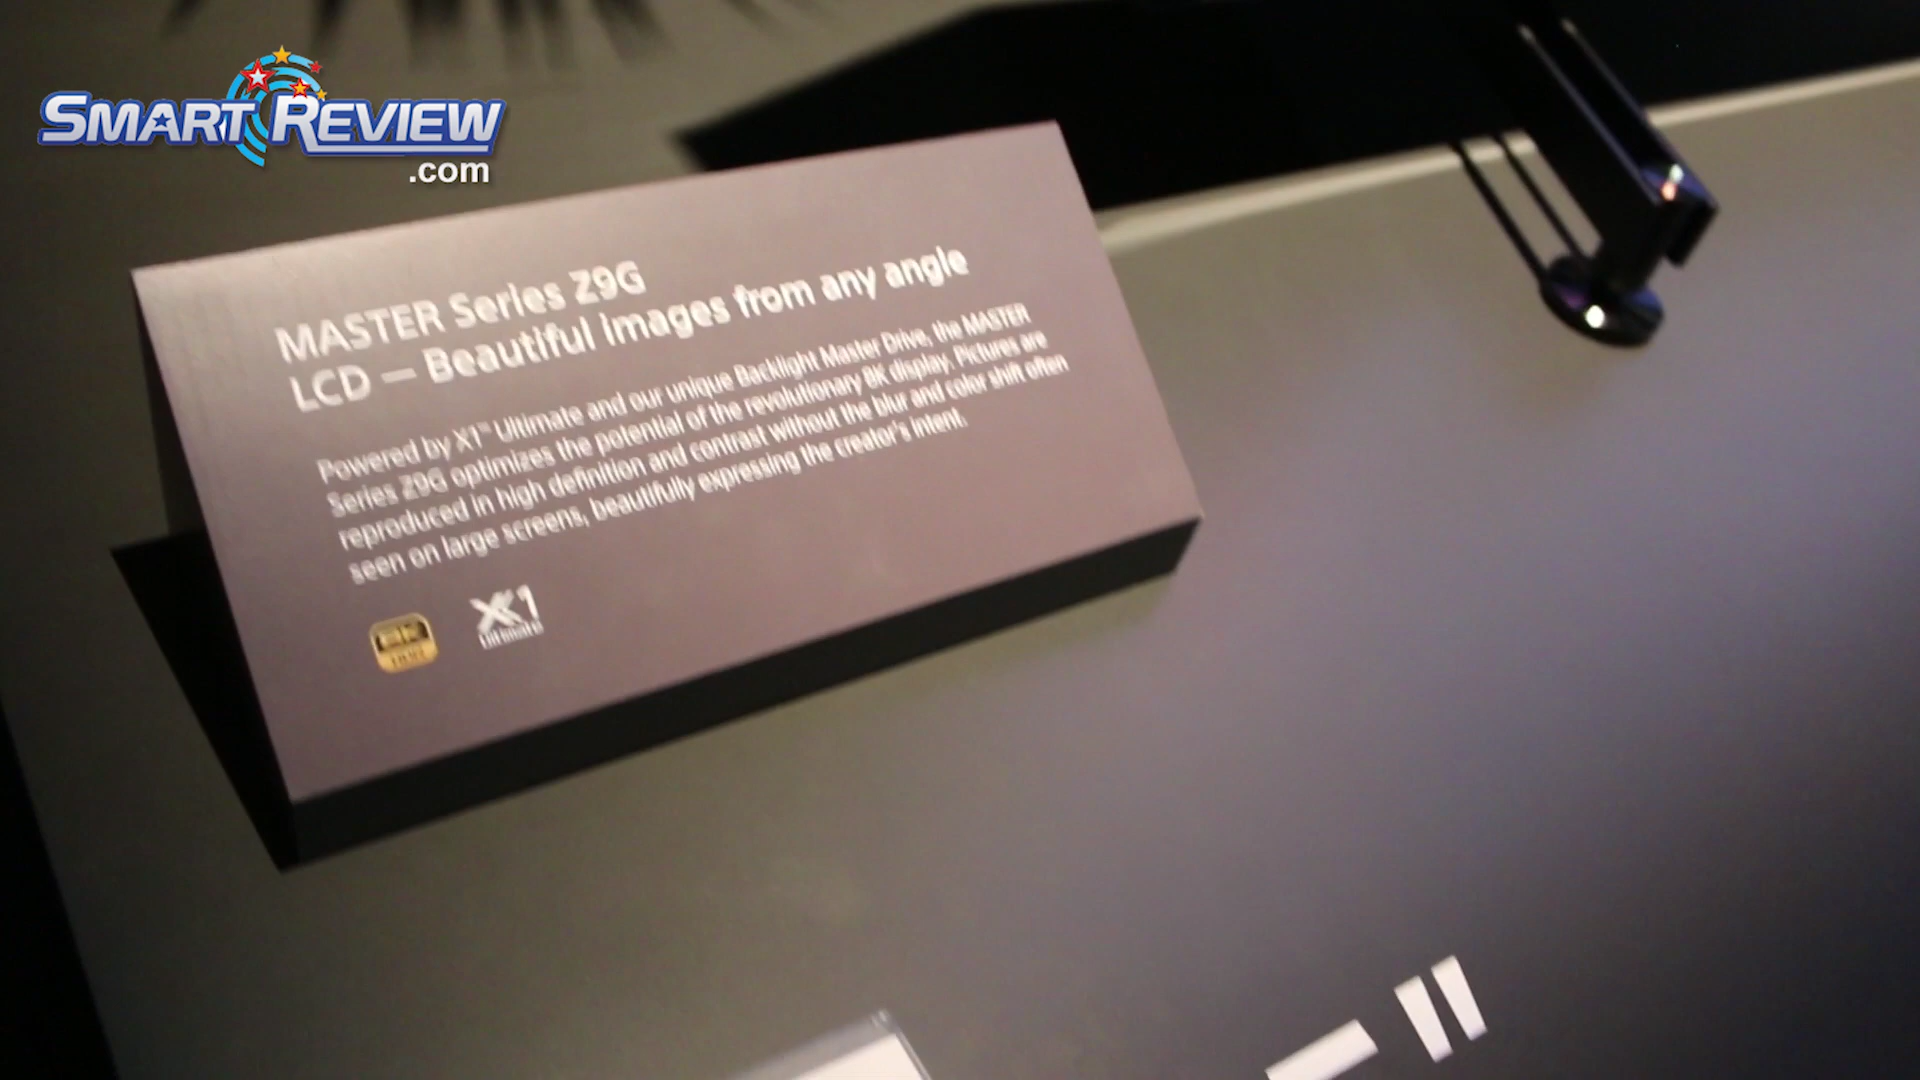 SMART REVIEW
.com
MASTER Series Z9G
LCD — Beautiful images from any angle
Powered by X1™ Ultimate and our unique Backlight Master Drive, the MASTER
Series Z9G optimizes the potential of the revolutionary 8K display. Pictures are
reproduced in high definition and contrast without the blur and color shift often
seen on large screens, beautifully expressing the creator's intent.
X1
Ultimate
"